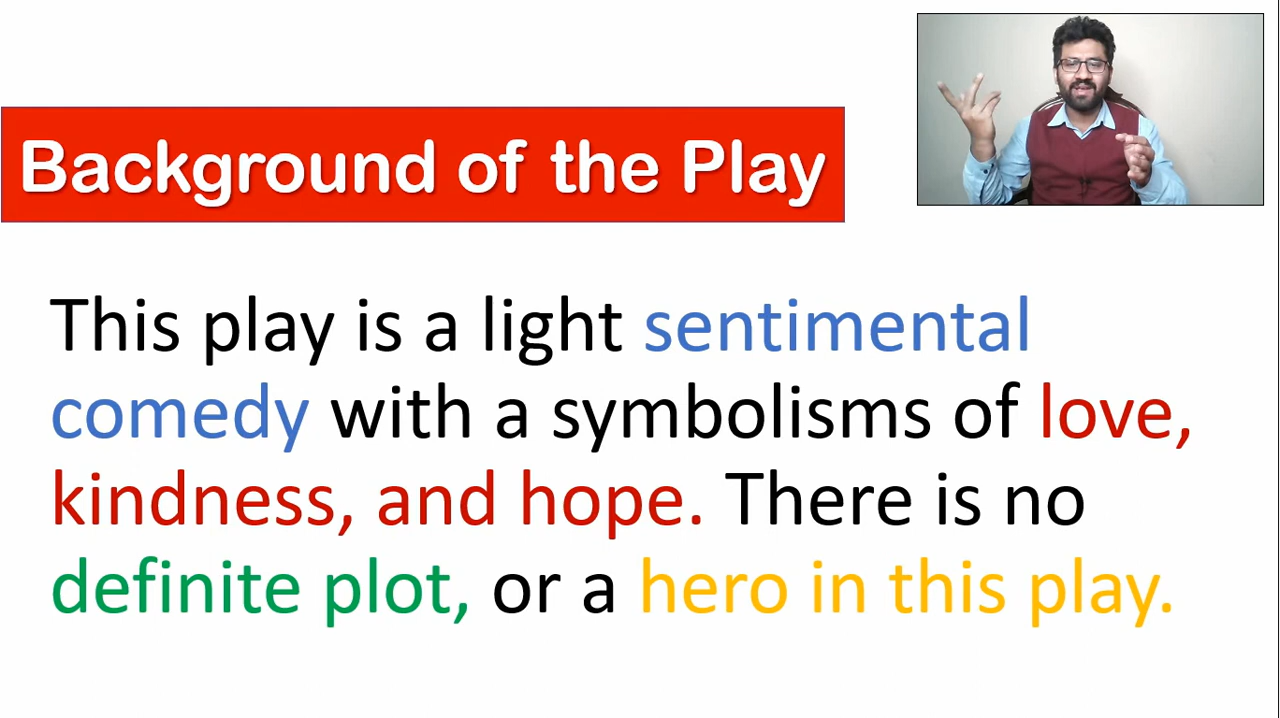 Background of the Play
This play is a light sentimental
comedy with a symbolisms of love,
kindness, and hope. There is no
definite plot, or a hero in this play.